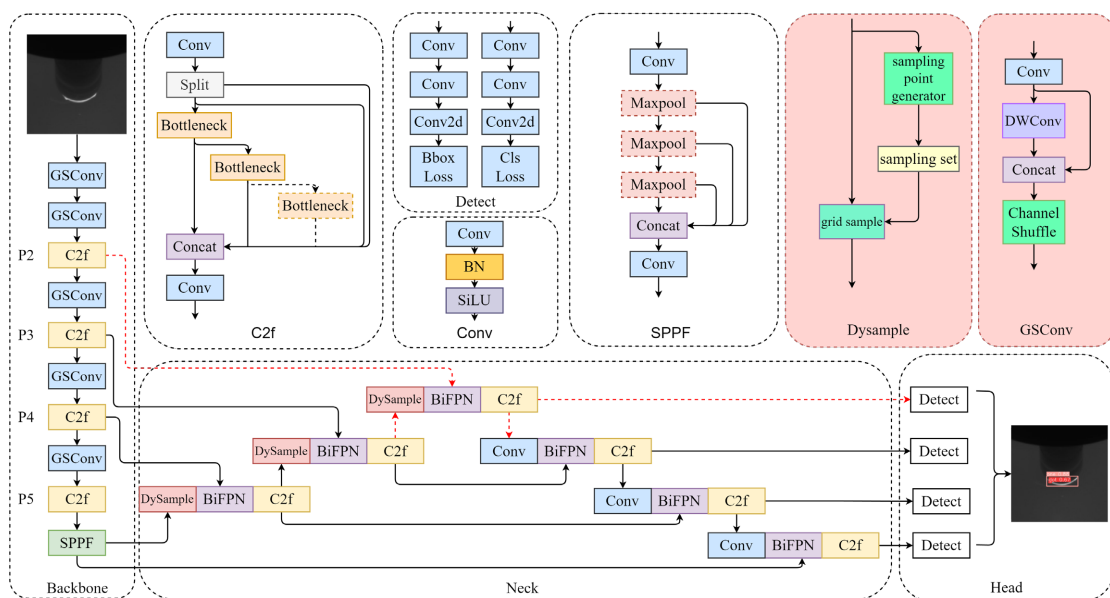 GSConv
GSConv
P2
C2f
GSConv
P3
C2f
GSConv
P4
C2f
GSConv
P5
C2f
SPPF
Backbone
Conv
Split
Bottleneck
Bottleneck
Bottleneck
Concat
Conv
C2f
Conv
Conv
Conv
Conv
Conv2d
Conv2d
Bbox
Loss
Cls
Loss
Detect
Conv
BN
SiLU
Conv
Conv
Maxpool
Maxpool
Maxpool
Concat
Conv
SPPF
sampling
point
generator
sampling set
grid sample
Dysample
Conv
DWConv
Concat
Channel
Shuffle
GSConv
DySample
BiFPN
C2f
DySample
BiFPN
C2f
Conv
BiFPN
C2f
DySample
BiFPN
C2f
Conv
BiFPN
C2f
Conv
BiFPN
C2f
Neck
Detect
Detect
Detect
Detect
Head